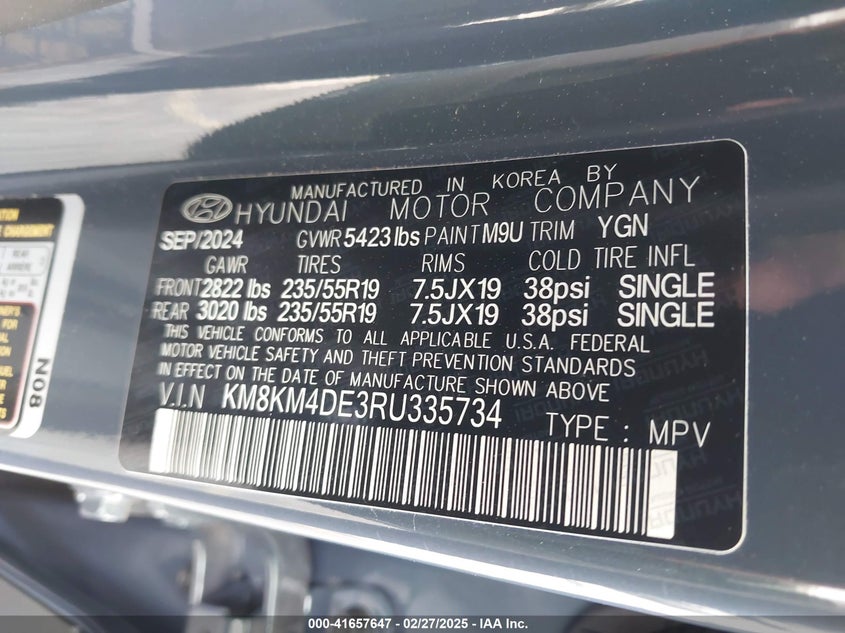 MANUFACTURED IN KOREA BY
HYUNDAI MOTOR COMPANY
SEP/2024 GVWR 5423 lbs PAINT M9U TRIM YGN
GAWR TIRES RIMS COLD TIRE INFL
FRONT 2822 lbs 235/55R19 7.5JX19 38psi SINGLE
REAR 3020 lbs 235/55R19 7.5JX19 38psi SINGLE
THIS VEHICLE CONFORMS TO ALL APPLICABLE U.S.A. FEDERAL
MOTOR VEHICLE SAFETY AND THEFT PREVENTION STANDARDS
IN EFFECT ON THE DATE OF MANUFACTURE SHOWN ABOVE
V.I.N KM8KM4DE3RU335734 TYPE : MPV
N08
HYUNDAI
000-41657647 / 02/27/2025 - IAA Inc.